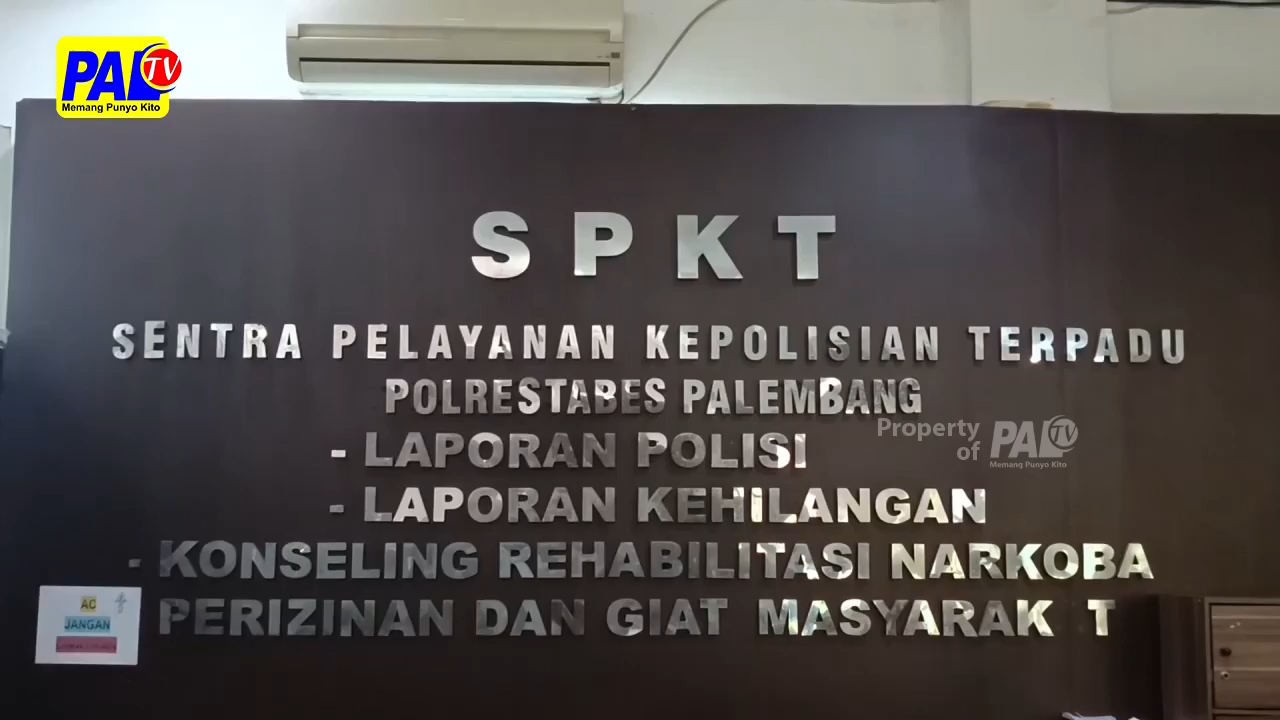 PAL TV
Memang Punyo Kito
SPKT
SENTRA PELAYANAN KEPOLISIAN TERPADU
POLRESTABES PALEMBANG
- LAPORAN POLISI
- LAPORAN KEHILANGAN
- KONSELING REHABILITASI NARKOBA
PERIZINAN DAN GIAT MASYARAK T
Property of PAL TV
Memang Punyo Kito
AC
JANGAN